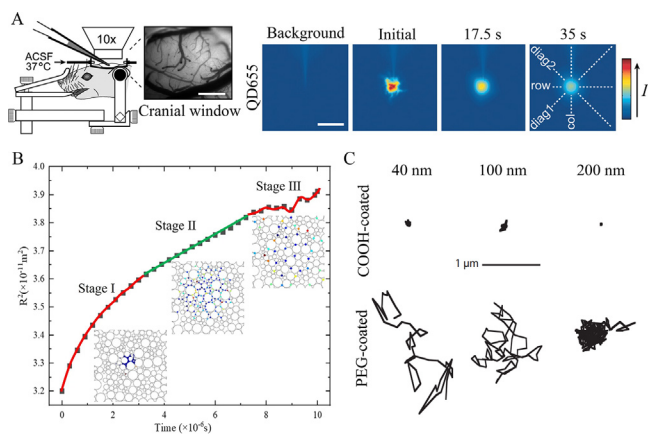 A
10x
ACSF
37°C
Cranial window
QD655
Background
Initial
17.5 s
35 s
diag2
row
diag1
col
I
B
R²(×10⁻¹¹m²)
4.0
3.9
3.8
3.7
3.6
3.5
3.4
3.3
3.2
Stage I
Stage II
Stage III
0
2
4
6
8
10
Time (×10⁻⁶s)
C
40 nm
100 nm
200 nm
COOH-coated
1 μm
PEG-coated